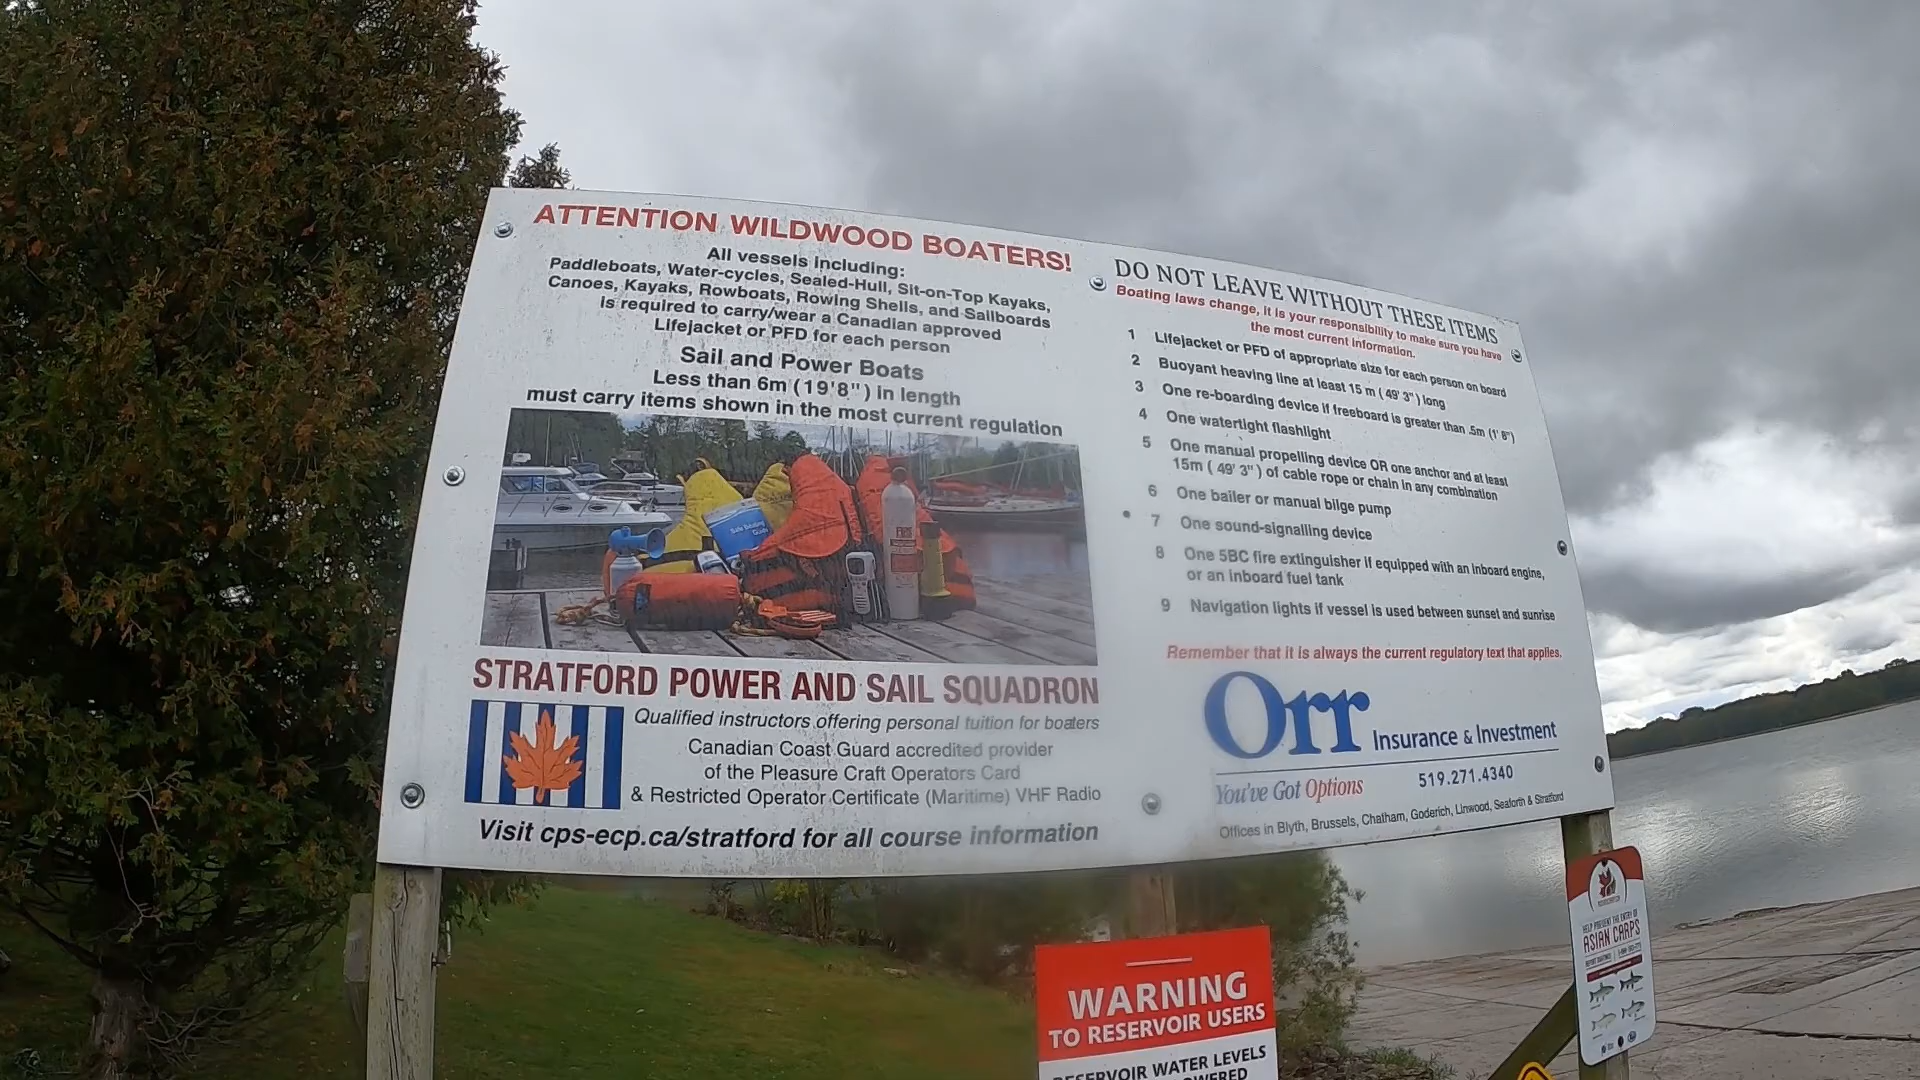 ATTENTION WILDWOOD BOATERS!
All vessels including:
Paddleboats, Water-cycles, Sealed-Hull, Sit-on-Top Kayaks,
Canoes, Kayaks, Rowboats, Rowing Shells, and Sailboards
is required to carry/wear a Canadian approved
Lifejacket or PFD for each person
Sail and Power Boats
Less than 6m (19'8") in length
must carry items shown in the most current regulation
Safe Boating
Guide
STRATFORD POWER AND SAIL SQUADRON
Qualified instructors offering personal tuition for boaters
Canadian Coast Guard accredited provider
of the Pleasure Craft Operators Card
& Restricted Operator Certificate (Maritime) VHF Radio
Visit cps-ecp.ca/stratford for all course information
DO NOT LEAVE WITHOUT THESE ITEMS
Boating laws change, it is your responsibility to make sure you have
the most current information.
1 Lifejacket or PFD of appropriate size for each person on board
2 Buoyant heaving line at least 15 m (49' 3") long
3 One re-boarding device if freeboard is greater than .5m (1' 8")
4 One watertight flashlight
5 One manual propelling device OR one anchor and at least
15m (49' 3") of cable rope or chain in any combination
6 One bailer or manual bilge pump
7 One sound-signalling device
8 One 5BC fire extinguisher if equipped with an inboard engine,
or an inboard fuel tank
9 Navigation lights if vessel is used between sunset and sunrise
Remember that it is always the current regulatory text that applies.
Orr Insurance & Investment
You've Got Options 519.271.4340
Offices in Blyth, Brussels, Chatham, Goderich, Linwood, Seaforth & Stratford
WARNING
TO RESERVOIR USERS
RESERVOIR WATER LEVELS
HELP PREVENT THE ENTRY OF
ASIAN CARPS